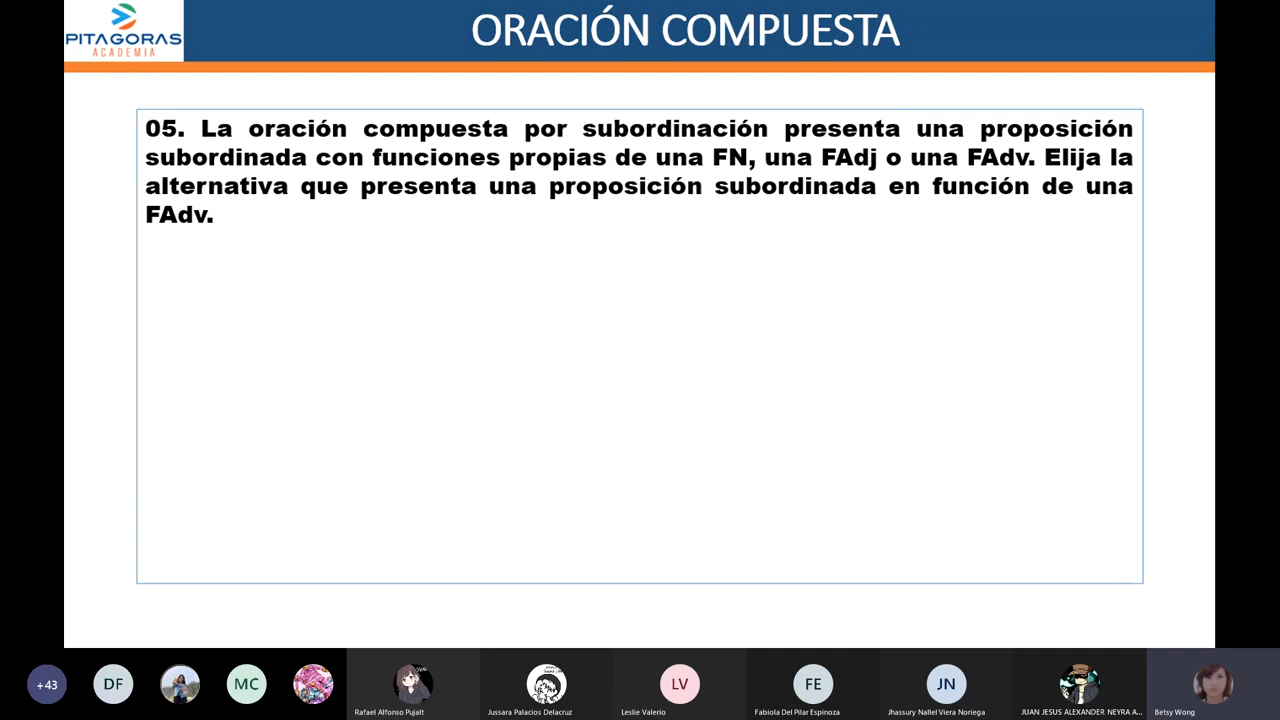 PITAGORAS
ACADEMIA
ORACIÓN COMPUESTA
05. La oración compuesta por subordinación presenta una proposición
subordinada con funciones propias de una FN, una FAdj o una FAdv. Elija la
alternativa que presenta una proposición subordinada en función de una
FAdv.
+43
DF
MC
LV
FE
JN
Rafael Alfonso Pujalt
Jussara Palacios Delacruz
Leslie Valerio
Fabiola Del Pilar Espinoza
Jhassury Nallel Viera Noriega
JUAN JESUS ALEXANDER NEYRA A...
Betsy Wong